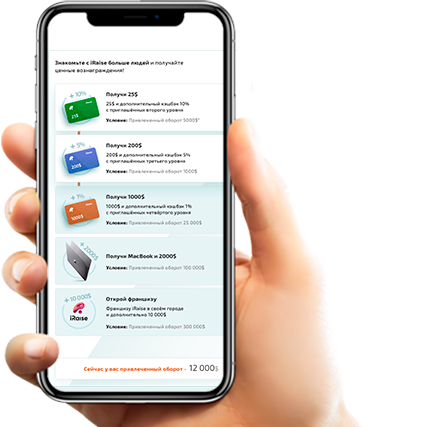 Знакомьте с iRaise больше людей и получайте
ценные вознаграждения!
+ 10%
25$
Получи 25$
25$ и дополнительный кэшбэк 10%
с приглашённых второго уровня
Условие: Привлеченный оборот 5000$*
+ 5%
200$
Получи 200$
200$ и дополнительный кэшбэк 5%
с приглашённых третьего уровня
Условие: Привлеченный оборот 1000$
+ 1%
1000$
Получи 1000$
1000$ и дополнительный кэшбэк 1%
с приглашённых четвёртого уровня
Условие: Привлеченный оборот 25 000$
+ 2000$
Получи MacBook и 2000$
Условие: Привлеченный оборот 100 000$
+ 10 000$
iRaise
Открой франшизу
Франшизу iRaise в своём городе
и дополнительно 10 000$
Условие: Привлеченный оборот 300 000$
Сейчас у вас привлеченный оборот - 12 000$